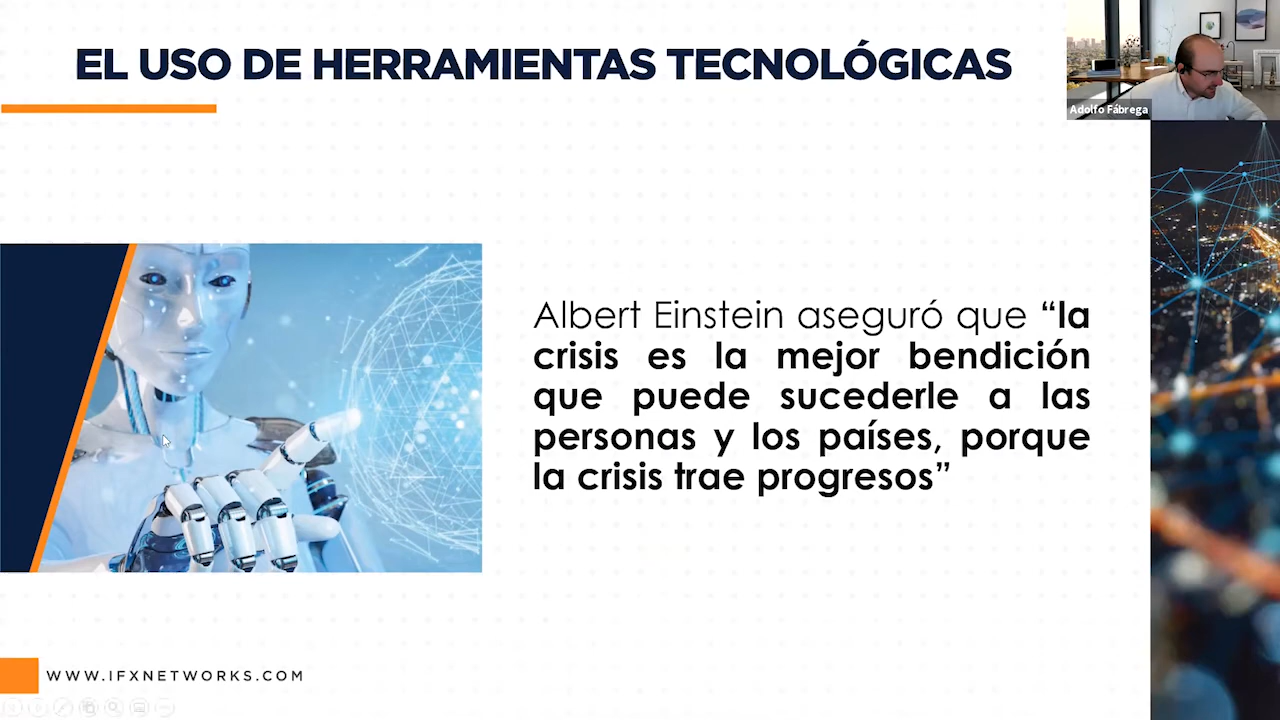 EL USO DE HERRAMIENTAS TECNOLÓGICAS
Adolfo Fábrega
Albert Einstein aseguró que “la
crisis es la mejor bendición
que puede sucederle a las
personas y los países, porque
la crisis trae progresos”
WWW.IFXNETWORKS.COM